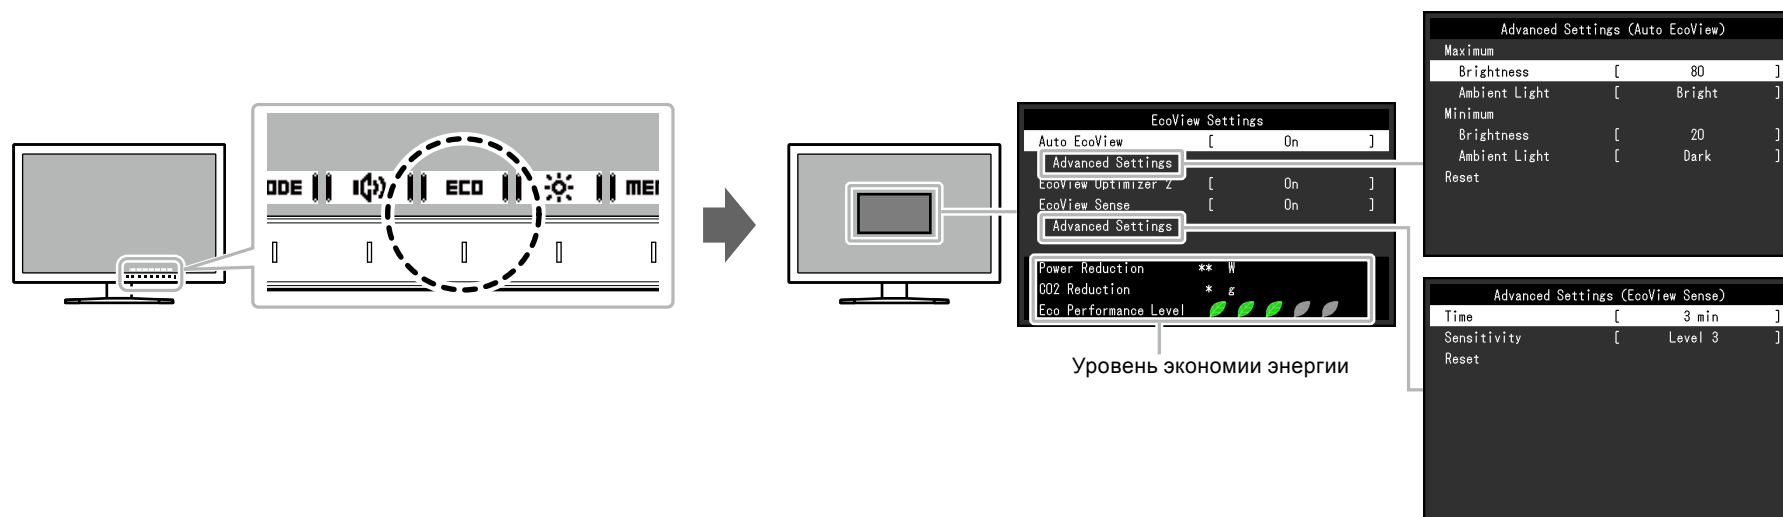 ODE ECO MEN
EcoView Settings
Auto EcoView [ On ]
Advanced Settings
EcoView Optimizer 2 [ On ]
EcoView Sense [ On ]
Advanced Settings
Power Reduction ** W
CO2 Reduction * g
Eco Performance Level
Уровень экономии энергии
Advanced Settings (Auto EcoView)
Maximum
Brightness [ 80 ]
Ambient Light [ Bright ]
Minimum
Brightness [ 20 ]
Ambient Light [ Dark ]
Reset
Advanced Settings (EcoView Sense)
Time [ 3 min ]
Sensitivity [ Level 3 ]
Reset